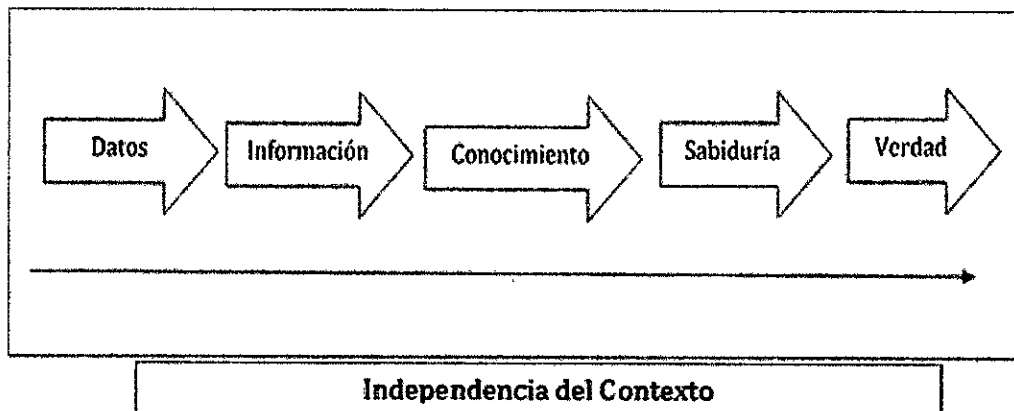 Datos
Información
Conocimiento
Sabiduría
Verdad
Independencia del Contexto